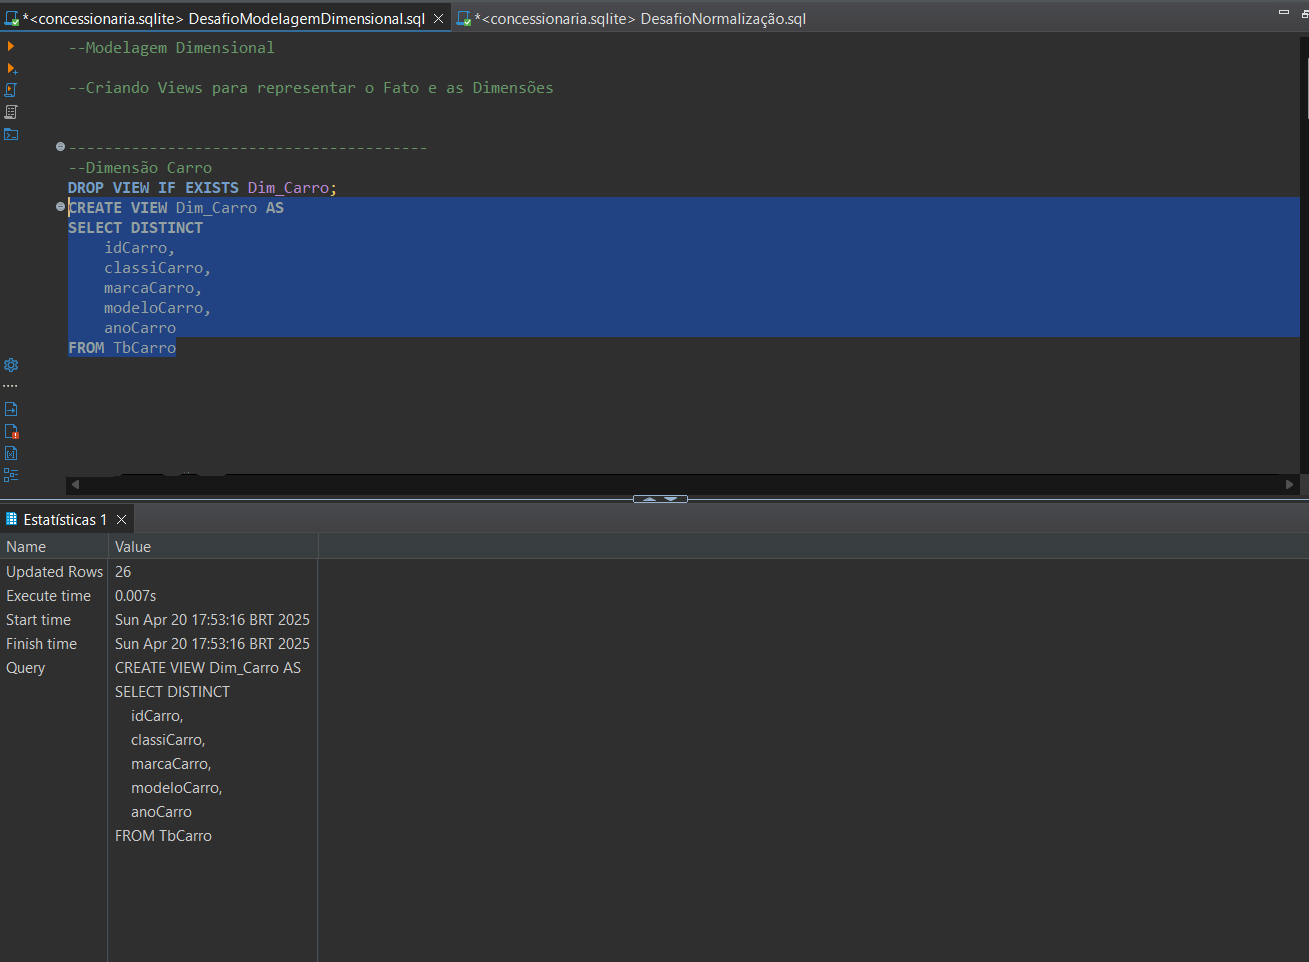 *<concessionaria.sqlite> DesafioModelagemDimensional.sql
*<concessionaria.sqlite> DesafioNormalização.sql
--Modelagem Dimensional
--Criando Views para representar o Fato e as Dimensões
----------------------------------------
--Dimensão Carro
DROP VIEW IF EXISTS Dim_Carro;
CREATE VIEW Dim_Carro AS
SELECT DISTINCT
idCarro,
classiCarro,
marcaCarro,
modeloCarro,
anoCarro
FROM TbCarro
Estatísticas 1
Name Value
Updated Rows 26
Execute time 0.007s
Start time Sun Apr 20 17:53:16 BRT 2025
Finish time Sun Apr 20 17:53:16 BRT 2025
Query CREATE VIEW Dim_Carro AS
SELECT DISTINCT
idCarro,
classiCarro,
marcaCarro,
modeloCarro,
anoCarro
FROM TbCarro